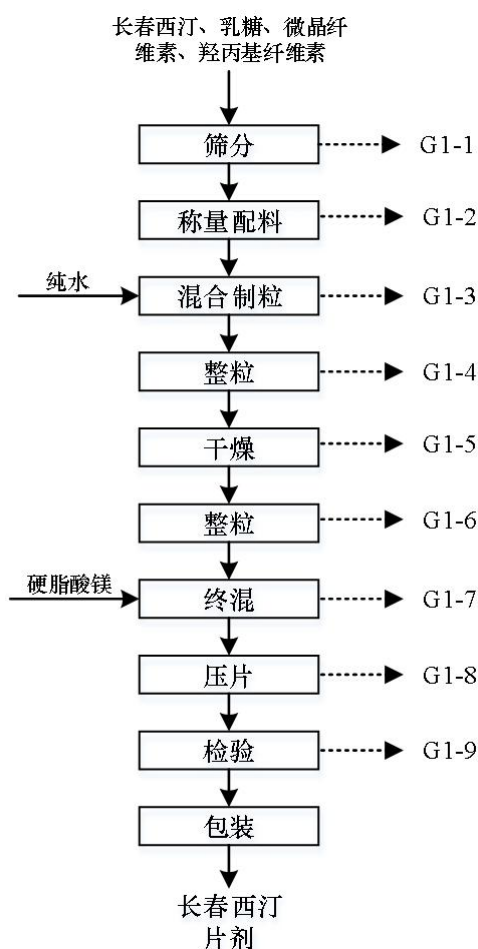 长春西汀、乳糖、微晶纤
维素、羟丙基纤维素
筛分
G1-1
称量配料
G1-2
纯水
混合制粒
G1-3
整粒
G1-4
干燥
G1-5
整粒
G1-6
硬脂酸镁
终混
G1-7
压片
G1-8
检验
G1-9
包装
长春西汀
片剂